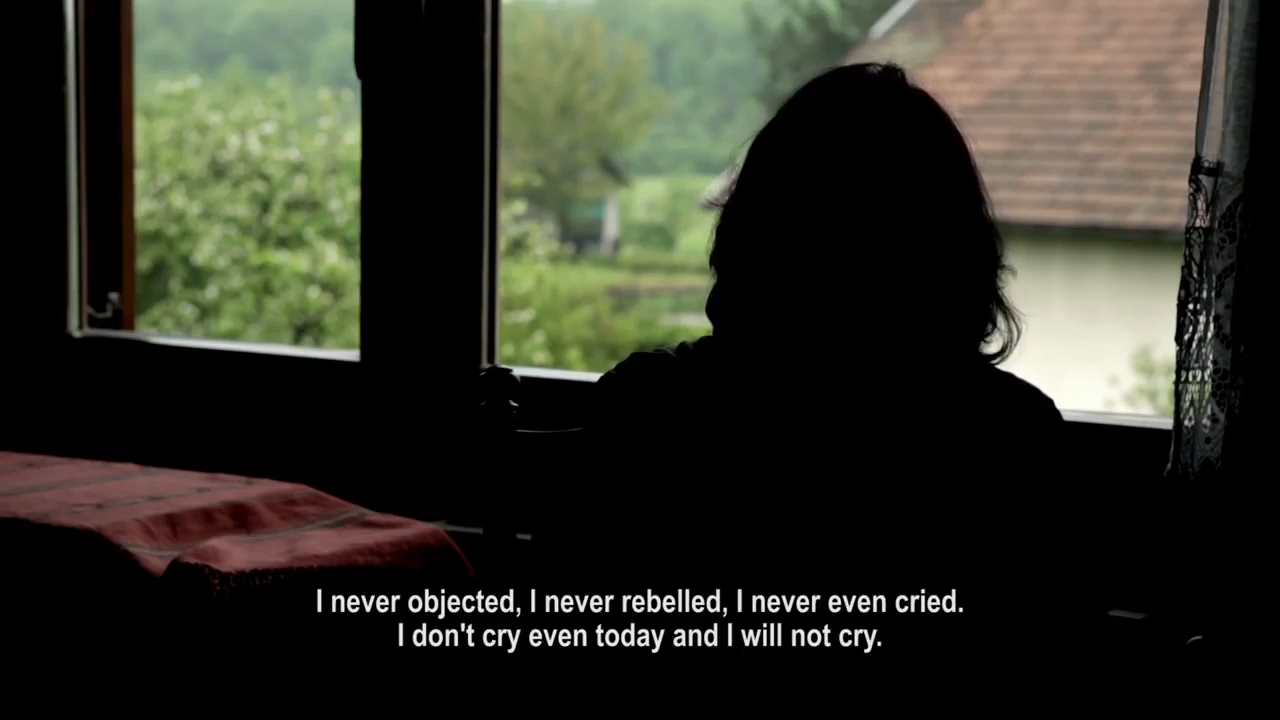 I never objected, I never rebelled, I never even cried.
I don't cry even today and I will not cry.